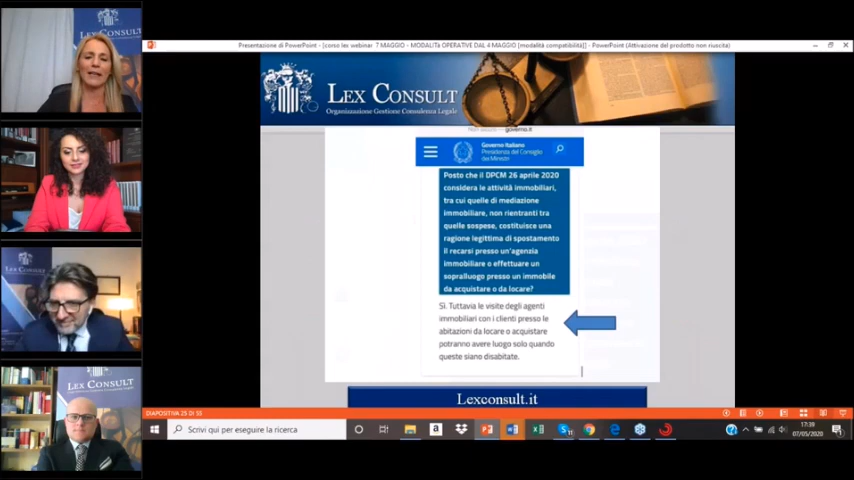 LEX CONSULT
LEX CONSULT
LEX CONSULT
Presentazione di PowerPoint - [corso lex webinar 7 MAGGIO - MODALITà OPERATIVE DAL 4 MAGGIO [modalità compatibilità]] - PowerPoint (Attivazione del prodotto non riuscita)
LEX CONSULT
Organizzazione Gestione Consulenza Legale
governo.it
Governo Italiano
Presidenza del Consiglio
dei Ministri
Posto che il DPCM 26 aprile 2020
considera le attività immobiliari,
tra cui quelle di mediazione
immobiliare, non rientranti tra
quelle sospese, costituisce una
ragione legittima di spostamento
il recarsi presso un'agenzia
immobiliare o effettuare un
sopralluogo presso un immobile
da acquistare o da locare?
Sì. Tuttavia le visite degli agenti
immobiliari con i clienti presso le
abitazioni da locare o acquistare
potranno avere luogo solo quando
queste siano disabitate.
Lexconsult.it
DIAPOSITIVA 25 DI 55
Scrivi qui per eseguire la ricerca
17:39
07/05/2020